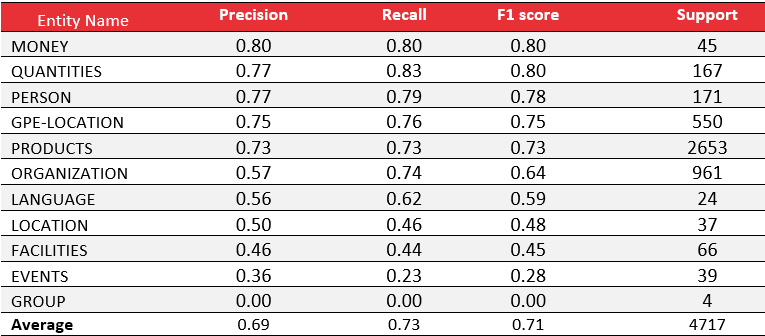 Entity Name Precision Recall F1 score Support
MONEY 0.80 0.80 0.80 45
QUANTITIES 0.77 0.83 0.80 167
PERSON 0.77 0.79 0.78 171
GPE-LOCATION 0.75 0.76 0.75 550
PRODUCTS 0.73 0.73 0.73 2653
ORGANIZATION 0.57 0.74 0.64 961
LANGUAGE 0.56 0.62 0.59 24
LOCATION 0.50 0.46 0.48 37
FACILITIES 0.46 0.44 0.45 66
EVENTS 0.36 0.23 0.28 39
GROUP 0.00 0.00 0.00 4
Average 0.69 0.73 0.71 4717